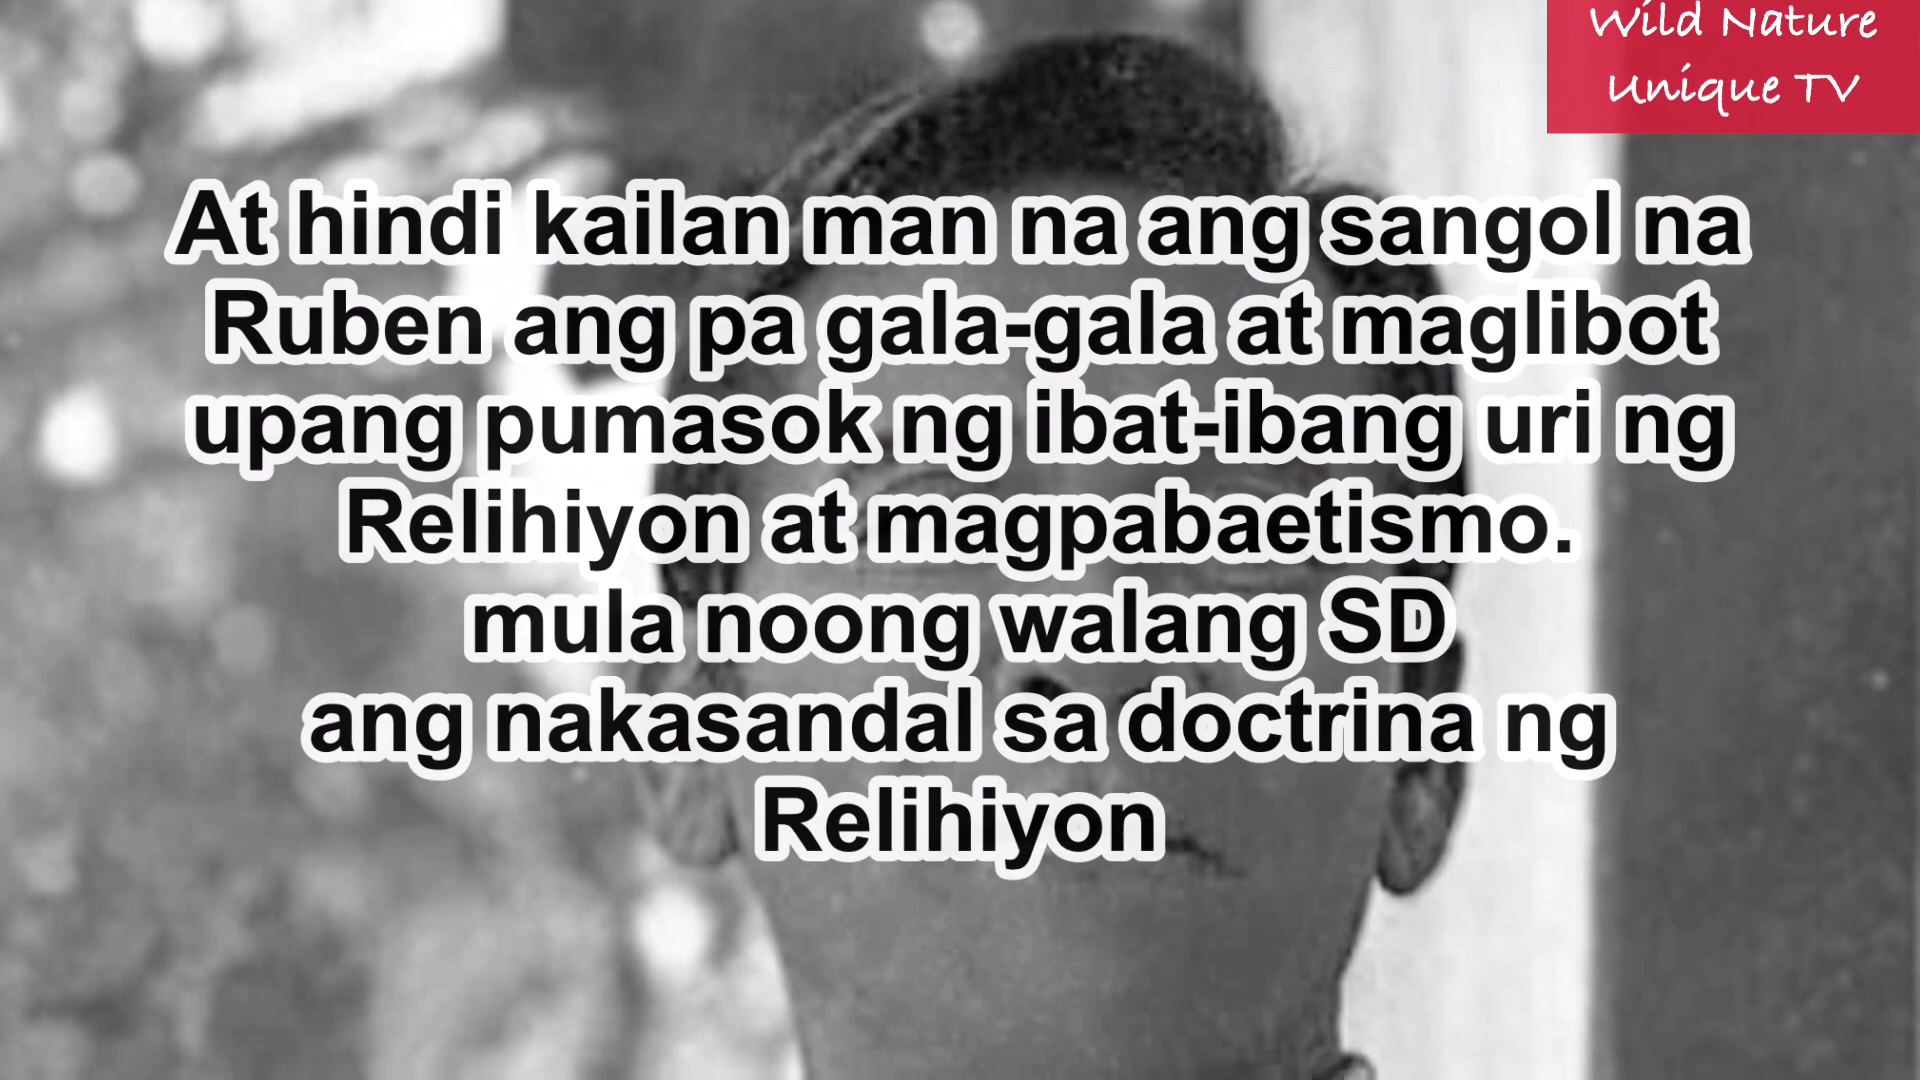 Wild Nature
Unique TV
At hindi kailan man na ang sangol na
Ruben ang pa gala-gala at maglibot
upang pumasok ng ibat-ibang uri ng
Relihiyon at magpabaetismo.
mula noong walang SD
ang nakasandal sa doctrina ng
Relihiyon